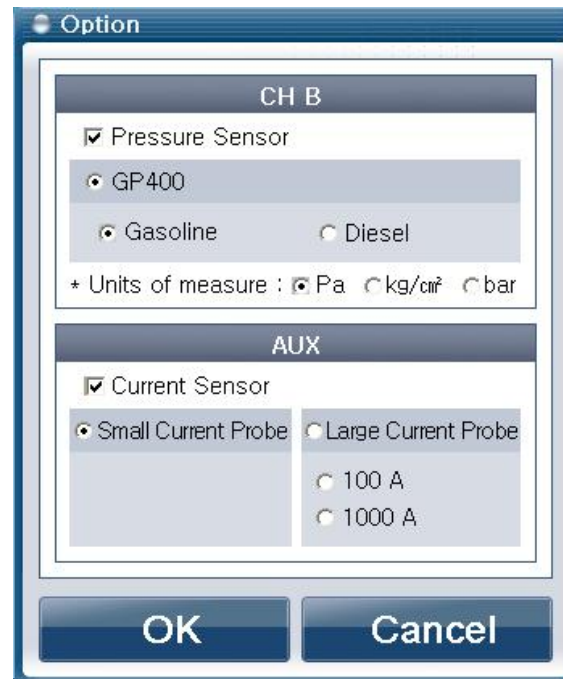 Option
CH B
Pressure Sensor
GP400
Gasoline Diesel
* Units of measure : Pa kg/㎠ bar
AUX
Current Sensor
Small Current Probe Large Current Probe
100 A
1000 A
OK Cancel